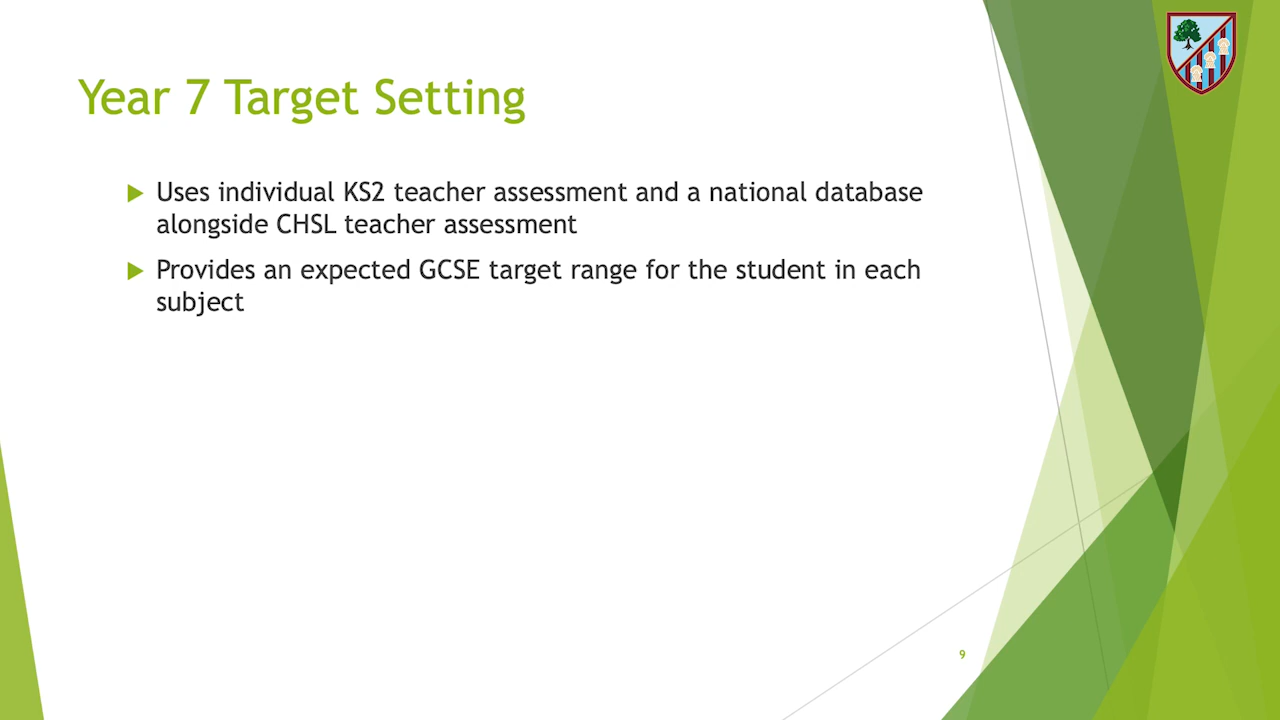 Year 7 Target Setting
Uses individual KS2 teacher assessment and a national database
alongside CHSL teacher assessment
Provides an expected GCSE target range for the student in each
subject
9